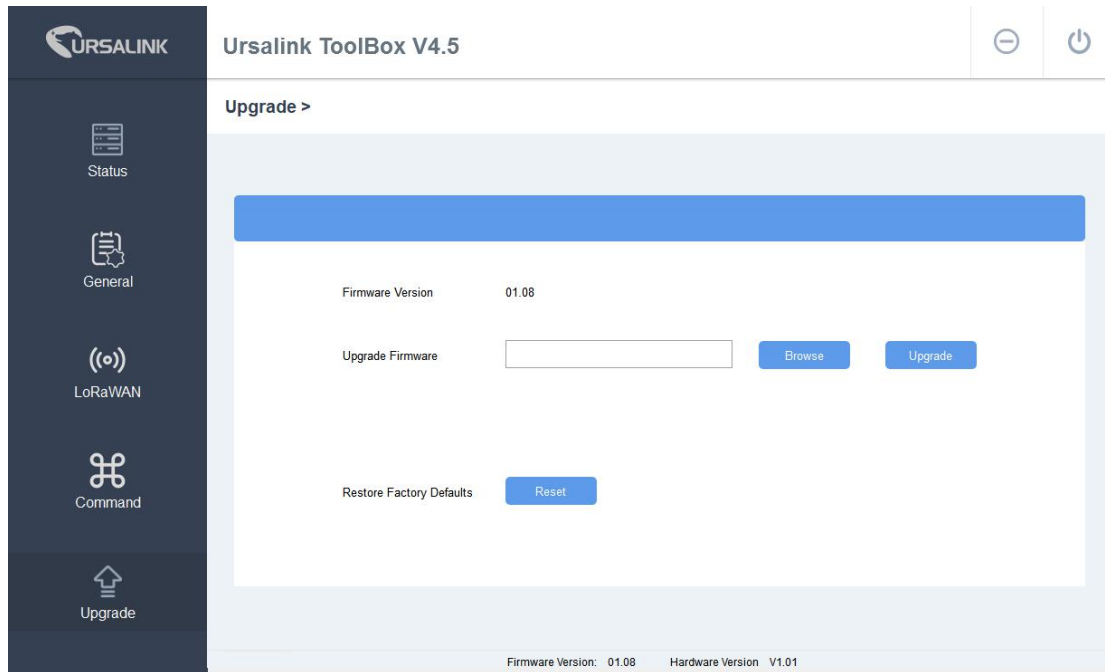 URSALINK
Ursalink ToolBox V4.5
Upgrade >
Status
General
LoRaWAN
Command
Upgrade
Firmware Version 01.08
Upgrade Firmware Browse Upgrade
Restore Factory Defaults Reset
Firmware Version: 01.08 Hardware Version V1.01